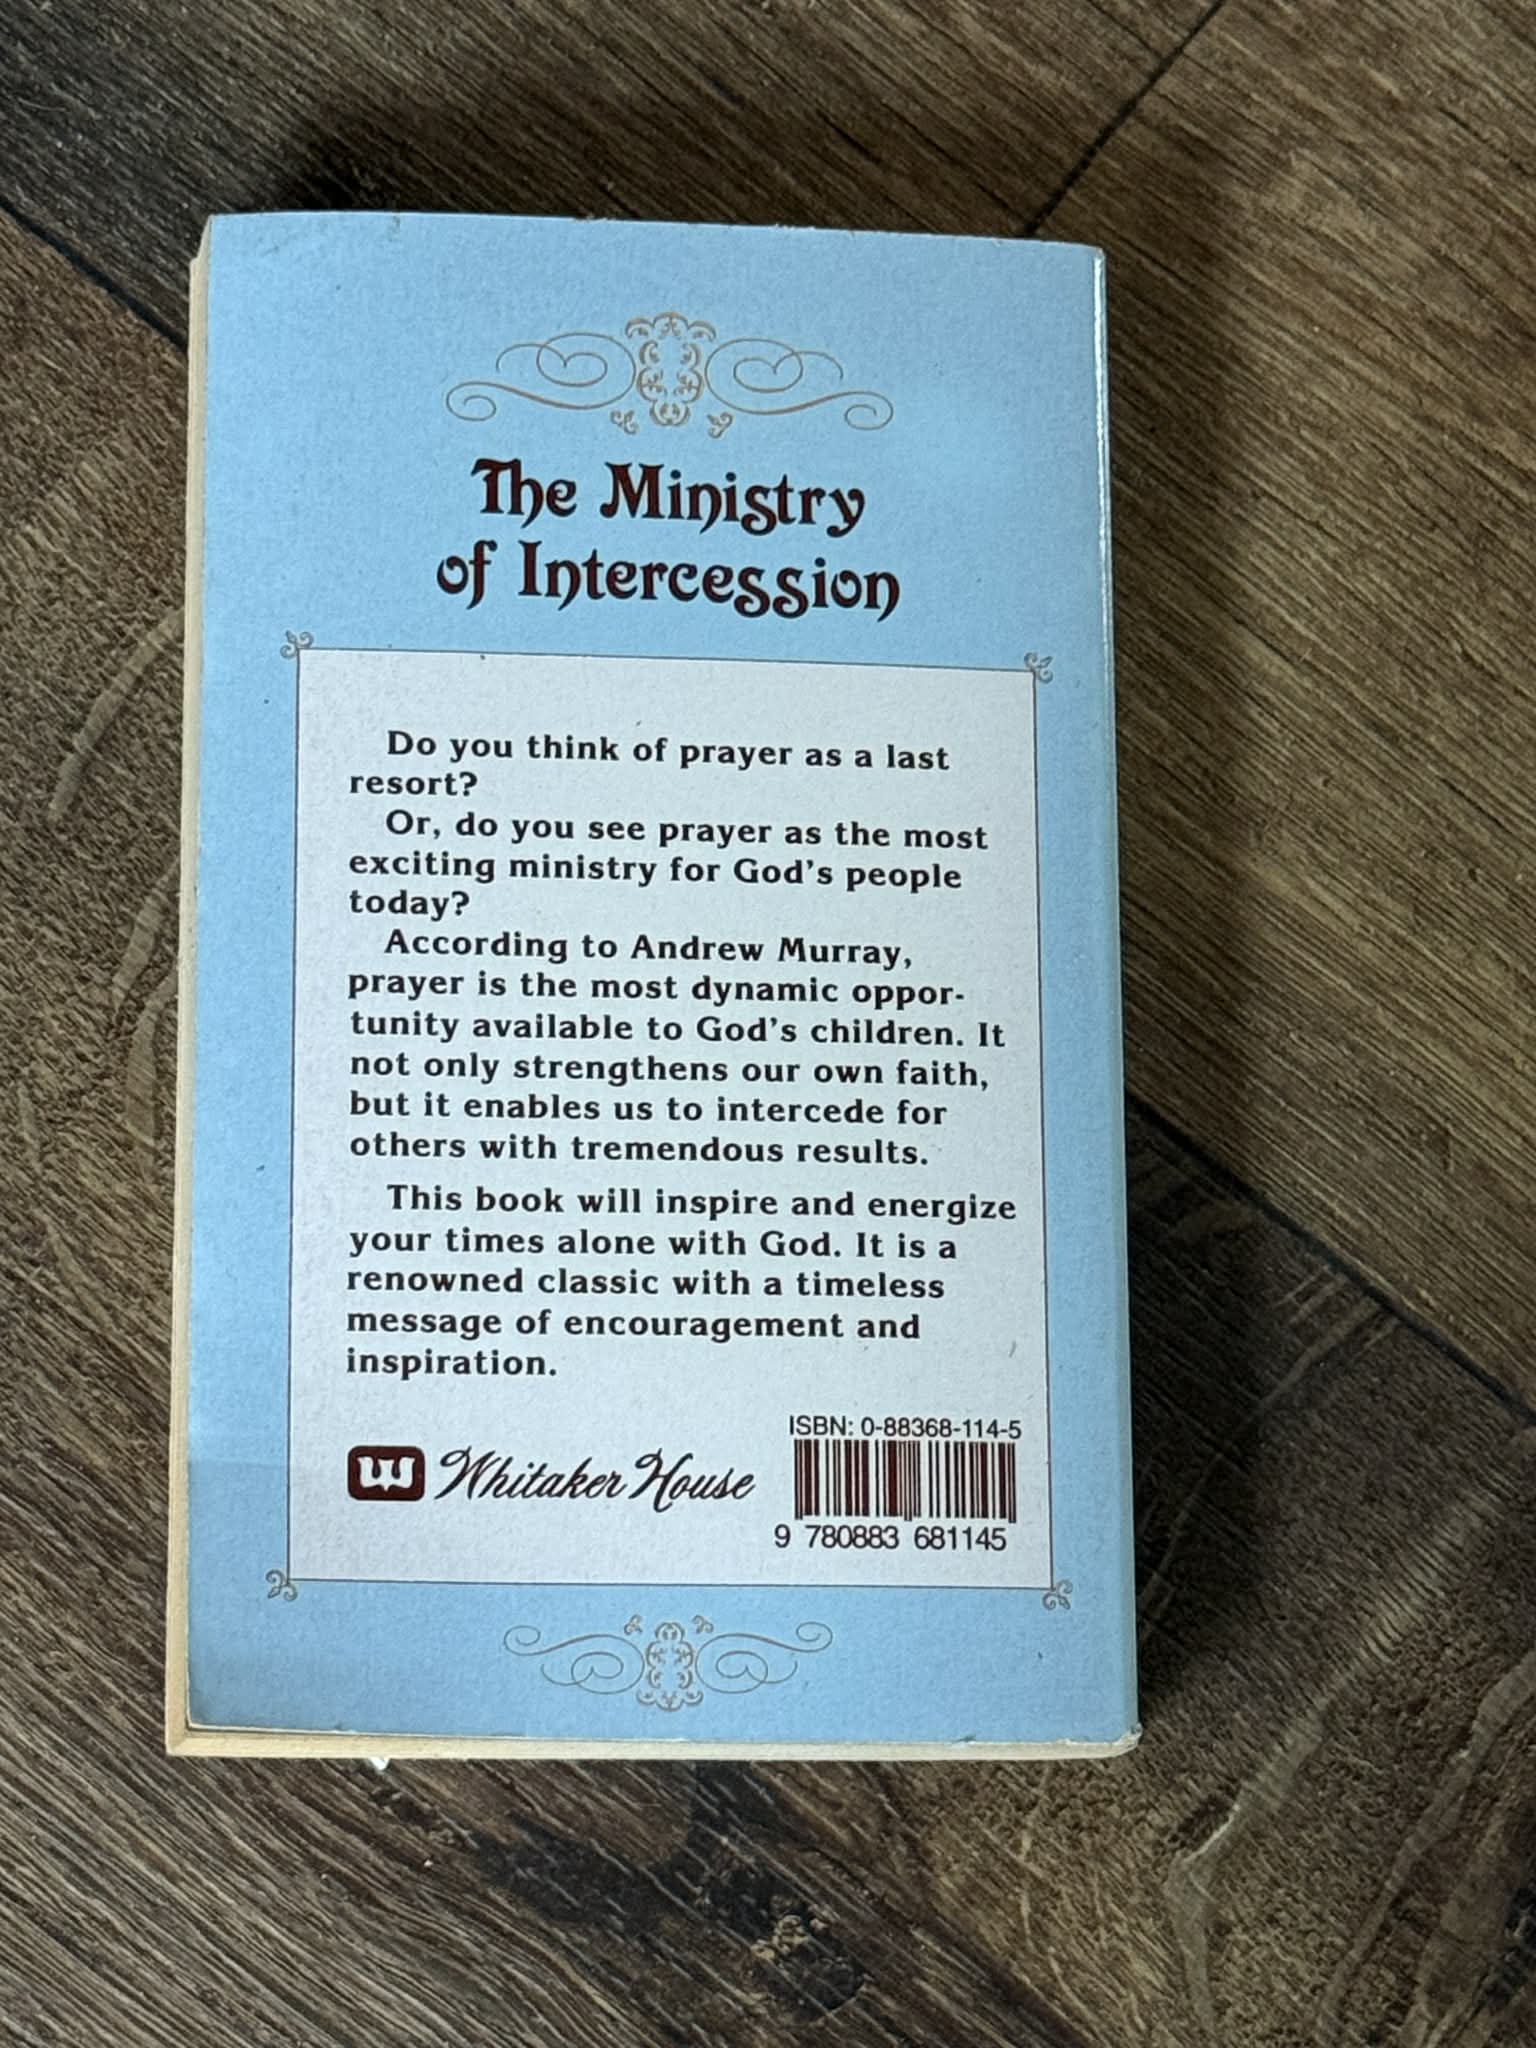 The Ministry
of Intercession
Do you think of prayer as a last
resort?
Or, do you see prayer as the most
exciting ministry for God's people
today?
According to Andrew Murray,
prayer is the most dynamic oppor-
tunity available to God's children. It
not only strengthens our own faith,
but it enables us to intercede for
others with tremendous results.
This book will inspire and energize
your times alone with God. It is a
renowned classic with a timeless
message of encouragement and
inspiration.
ISBN: 0-88368-114-5
W Whitaker House
9 780883 681145